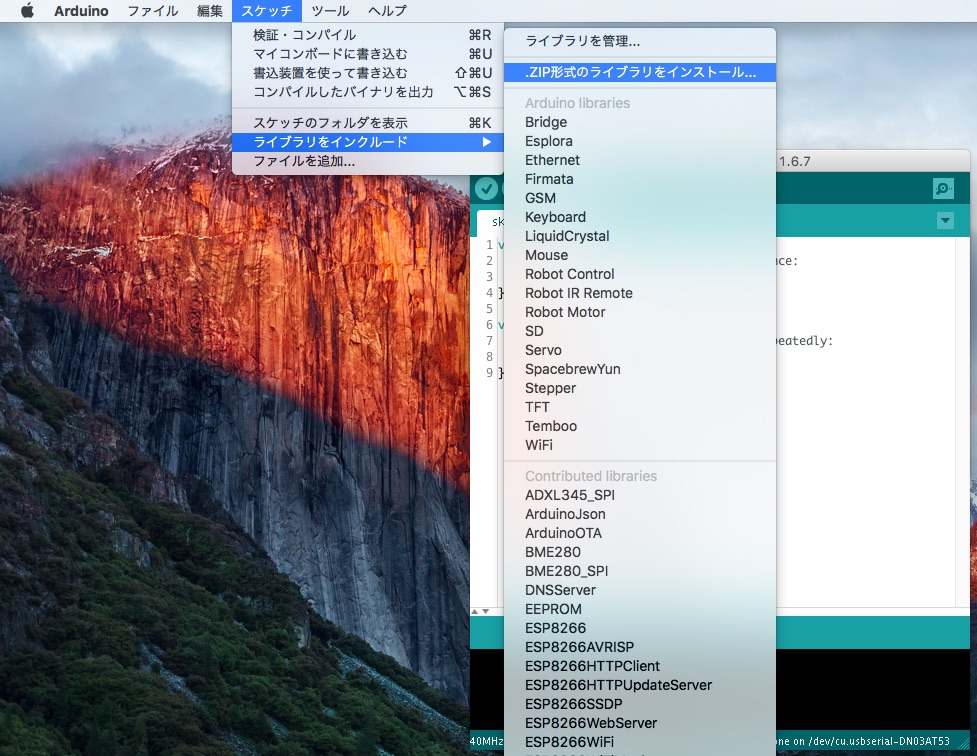 Arduino ファイル 編集 スケッチ ツール ヘルプ
検証・コンパイル ⌘R
マイコンボードに書き込む ⌘U
書込装置を使って書き込む ⇧⌘U
コンパイルしたバイナリを出力 ⌥⌘S
スケッチのフォルダを表示 ⌘K
ライブラリをインクルード ▶
ファイルを追加...
ライブラリを管理...
.ZIP形式のライブラリをインストール...
Arduino libraries
Bridge
Esplora
Ethernet
Firmata
GSM
Keyboard
LiquidCrystal
Mouse
Robot Control
Robot IR Remote
Robot Motor
SD
Servo
SpacebrewYun
Stepper
TFT
Temboo
WiFi
Contributed libraries
ADXL345_SPI
ArduinoJson
ArduinoOTA
BME280
BME280_SPI
DNSServer
EEPROM
ESP8266
ESP8266AVRISP
ESP8266HTTPClient
ESP8266HTTPUpdateServer
ESP8266SSDP
ESP8266WebServer
ESP8266WiFi
1.6.7
sk
1 v
2 nce:
3
4 }
5
6 v
7 peatedly:
8
9 }
40MHz one on /dev/cu.usbserial-DN03AT53